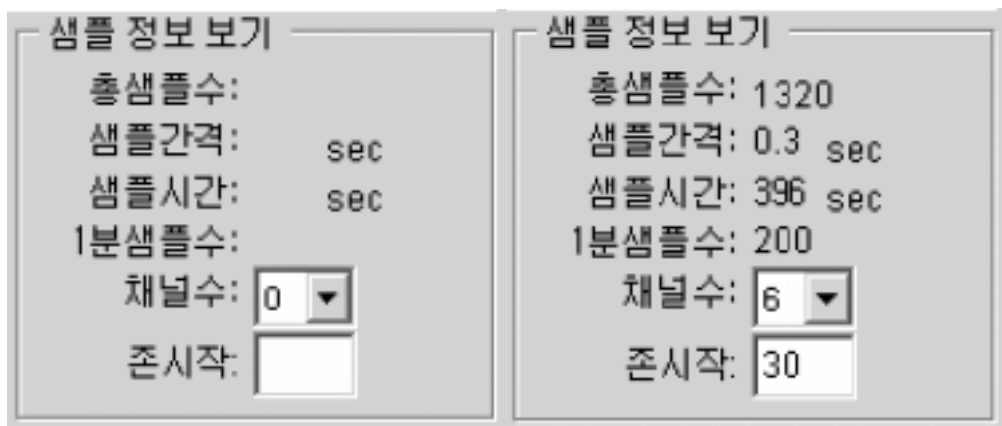 샘플 정보 보기
총샘플수:
샘플간격: sec
샘플시간: sec
1분샘플수:
채널수: 0
존시작:
샘플 정보 보기
총샘플수: 1320
샘플간격: 0.3 sec
샘플시간: 396 sec
1분샘플수: 200
채널수: 6
존시작: 30